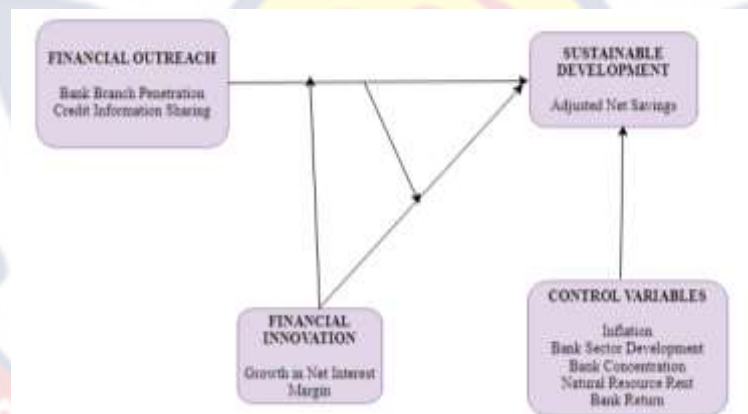 FINANCIAL OUTREACH
Bank Branch Penetration
Credit Information Sharing
SUSTAINABLE
DEVELOPMENT
Adjusted Net Savings
FINANCIAL
INNOVATION
Growth in Net Interest
Margin
CONTROL VARIABLES
Inflation
Bank Sector Development
Bank Concentration
Natural Resource Rent
Bank Return